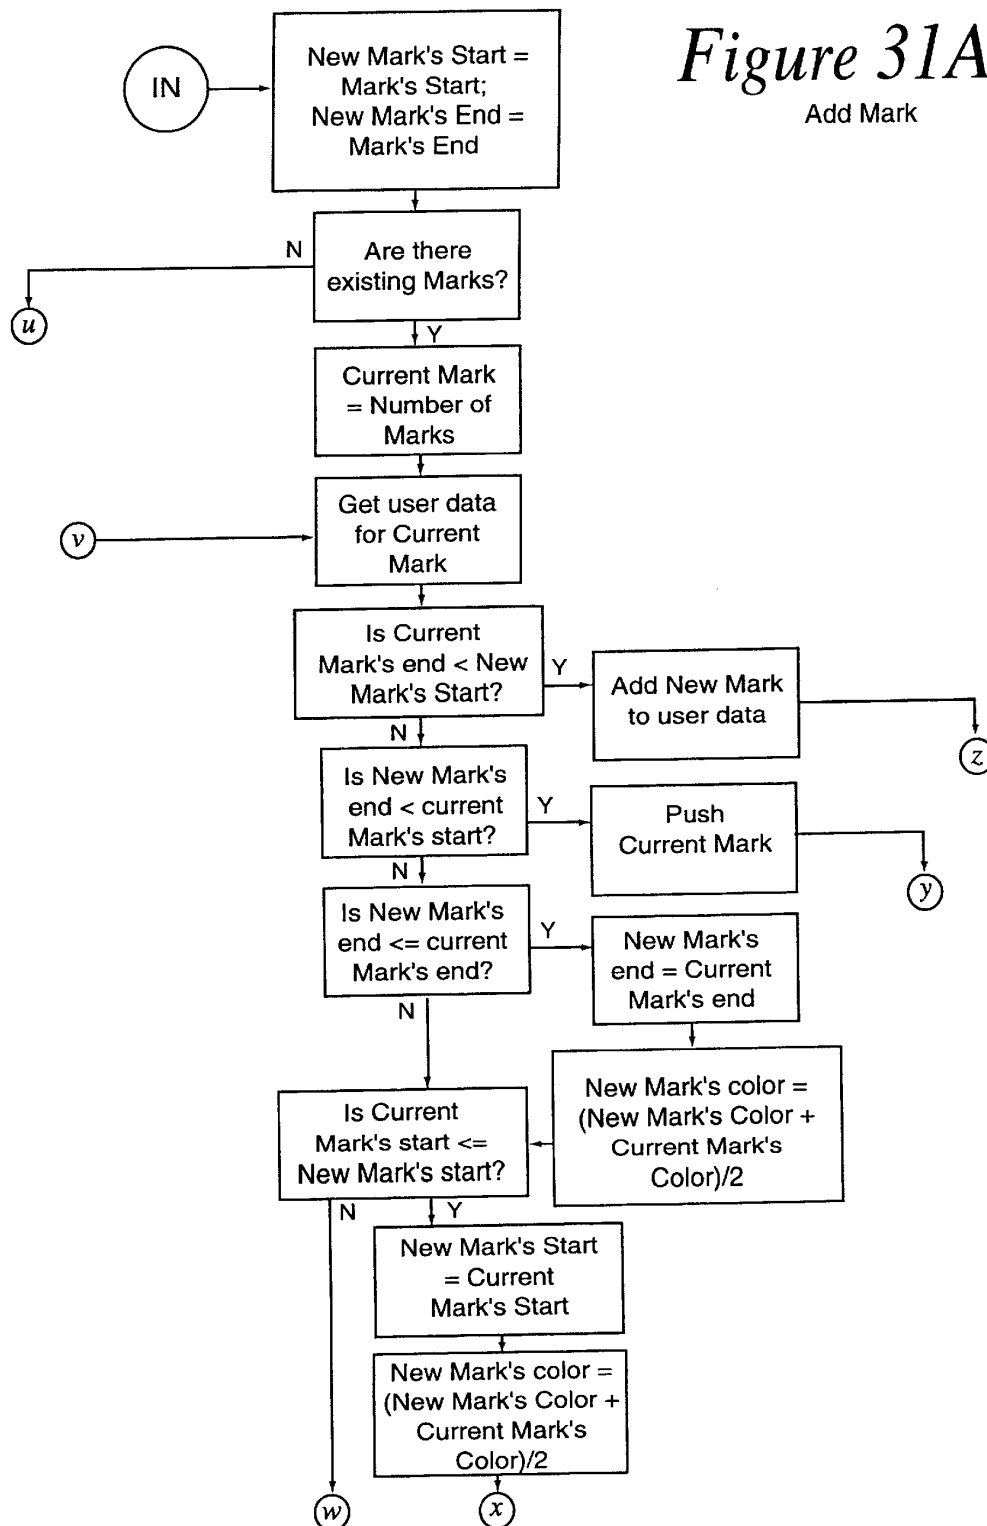 Figure 31A
Add Mark
IN
New Mark's Start =
Mark's Start;
New Mark's End =
Mark's End
N
Are there
existing Marks?
u
Y
Current Mark
= Number of
Marks
v
Get user data
for Current
Mark
Is Current
Mark's end < New
Mark's Start?
Y
Add New Mark
to user data
z
N
Is New Mark's
end < current
Mark's start?
Y
Push
Current Mark
y
N
Is New Mark's
end <= current
Mark's end?
Y
New Mark's
end = Current
Mark's end
N
New Mark's color =
(New Mark's Color +
Current Mark's
Color)/2
Is Current
Mark's start <=
New Mark's start?
N
Y
New Mark's Start
= Current
Mark's Start
New Mark's color =
(New Mark's Color +
Current Mark's
Color)/2
w
x